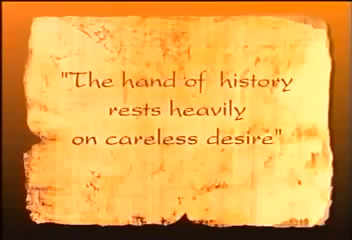 "The hand of history
rests heavily
on careless desire"